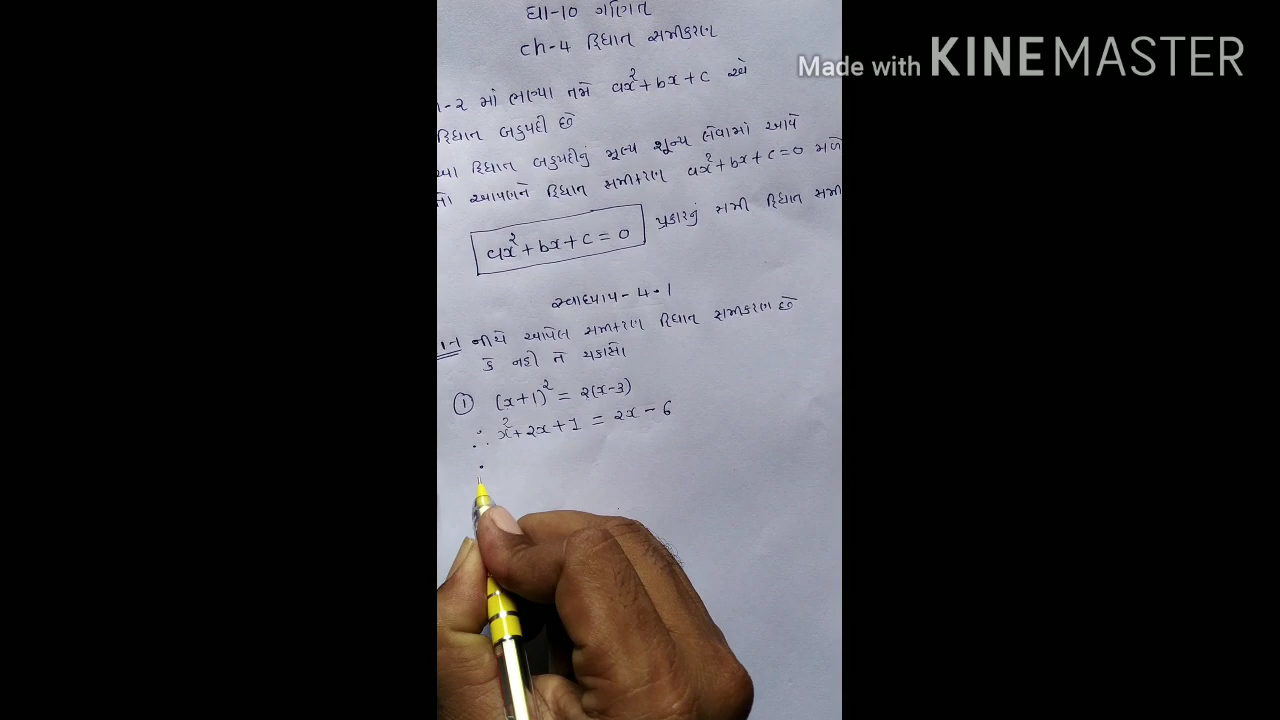 Made with KINEMASTER
ધો-10 ગણિત
ch-4 દ્વિઘાત સમીકરણ
-2 માં ભણ્યા તમે ax²+bx+c એ
દ્વિઘાત બહુપદી છે
આ દ્વિઘાત બહુપદીનું મૂલ્ય શૂન્ય લેવામાં આવે
તો આપણને દ્વિઘાત સમીકરણ ax²+bx+c=0 મળે
ax²+bx+c=0 પ્રકારનું દ્વિઘાત સમી
સ્વાધ્યાય-4.1
નીચે આપેલ સમીકરણ દ્વિઘાત સમીકરણ છે
કે નહી તે ચકાસો
① (x+1)² = 2(x-3)
∴ x²+2x+1 = 2x-6